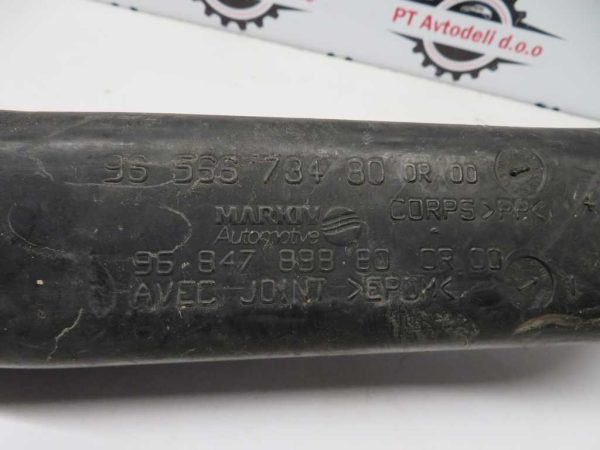 PT Avtodeli d.o.o
96 566 734 80 OR 00
MARK IV
CORPS >PP<
Automotive
96 847 898 80 OR 00
AVEC JOINT >EPDM<